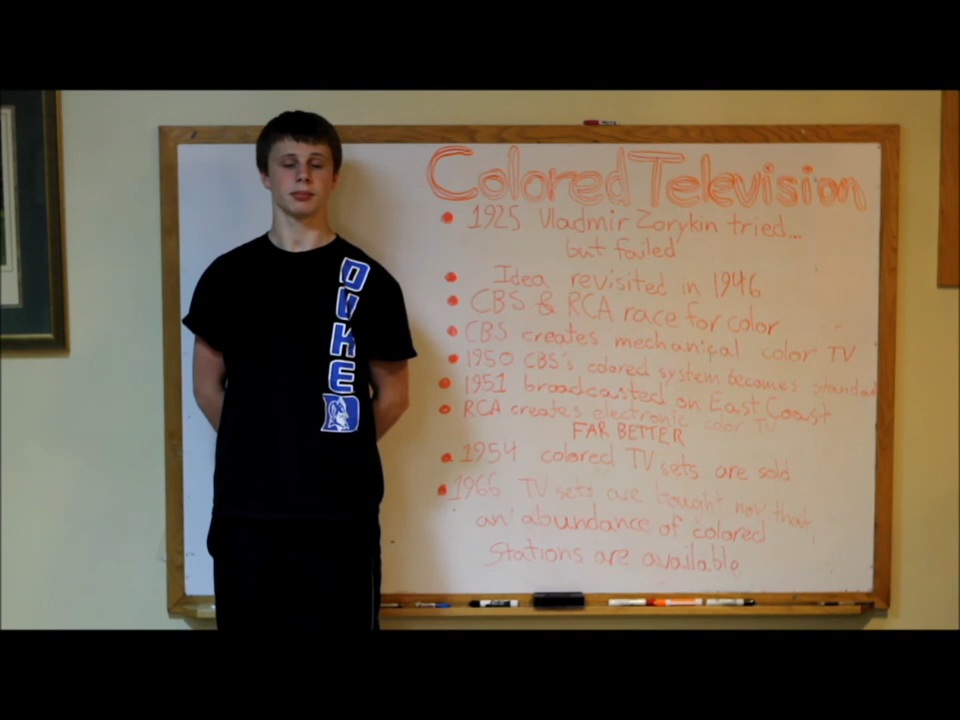 DUKE
Colored Television
• 1925 Vladmir Zorykin tried...
but failed
• Idea revisited in 1946
• CBS & RCA race for color
• CBS creates mechanical color TV
• 1950 CBS's colored system becomes standard
• 1951 broadcasted on East Coast
• RCA creates electronic color TV
FAR BETTER
• 1954 colored TV sets are sold
• 1966 TV sets are bought now that
an abundance of colored
stations are available